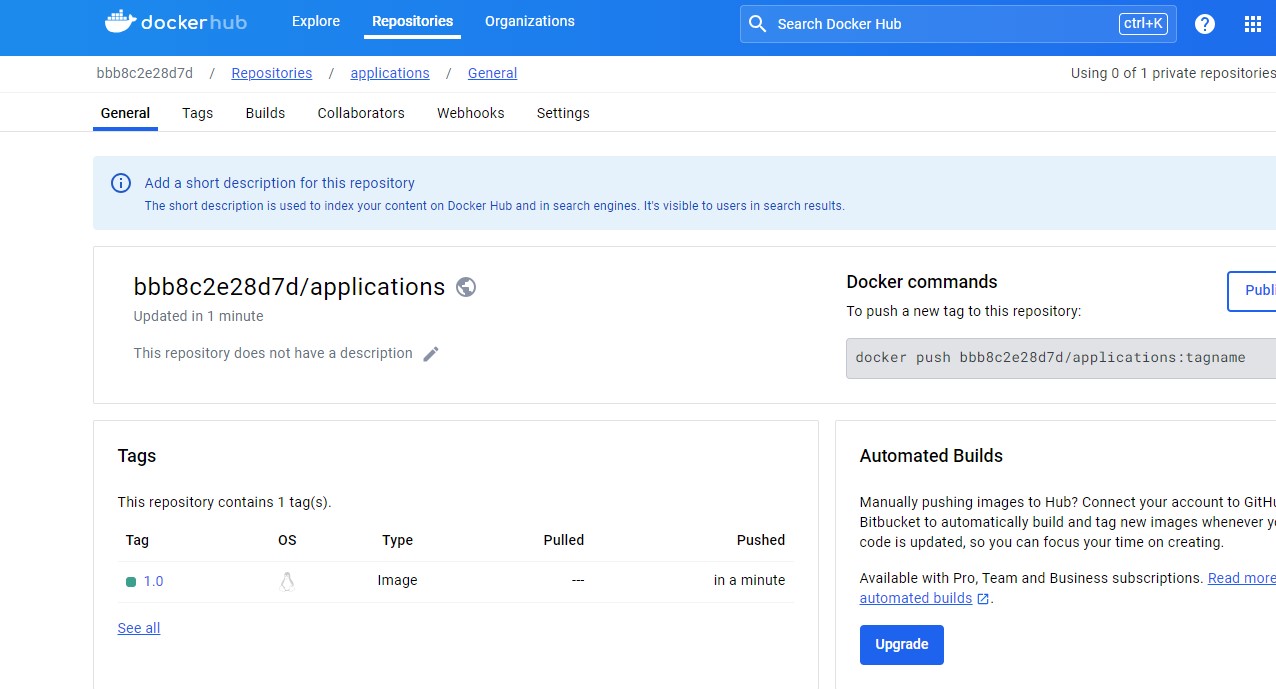 dockerhub
Explore Repositories Organizations
Search Docker Hub ctrl+K ?
bbb8c2e28d7d / Repositories / applications / General
Using 0 of 1 private repositories
General Tags Builds Collaborators Webhooks Settings
Add a short description for this repository
The short description is used to index your content on Docker Hub and in search engines. It's visible to users in search results.
bbb8c2e28d7d/applications
Updated in 1 minute
This repository does not have a description
Docker commands
To push a new tag to this repository:
docker push bbb8c2e28d7d/applications:tagname
Tags
This repository contains 1 tag(s).
Tag OS Type Pulled Pushed
1.0 Image --- in a minute
See all
Automated Builds
Manually pushing images to Hub? Connect your account to
Bitbucket to automatically build and tag new images whenever
code is updated, so you can focus your time on creating.
Available with Pro, Team and Business subscriptions. Read more
automated builds .
Upgrade